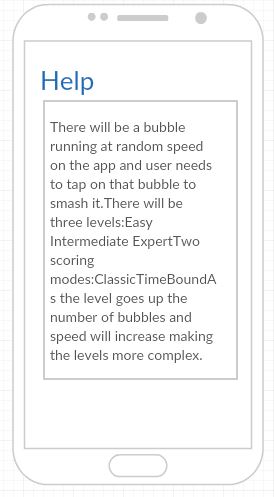 Help
There will be a bubble
running at random speed
on the app and user needs
to tap on that bubble to
smash it.There will be
three levels:Easy
Intermediate ExpertTwo
scoring
modes:ClassicTimeBoundA
s the level goes up the
number of bubbles and
speed will increase making
the levels more complex.